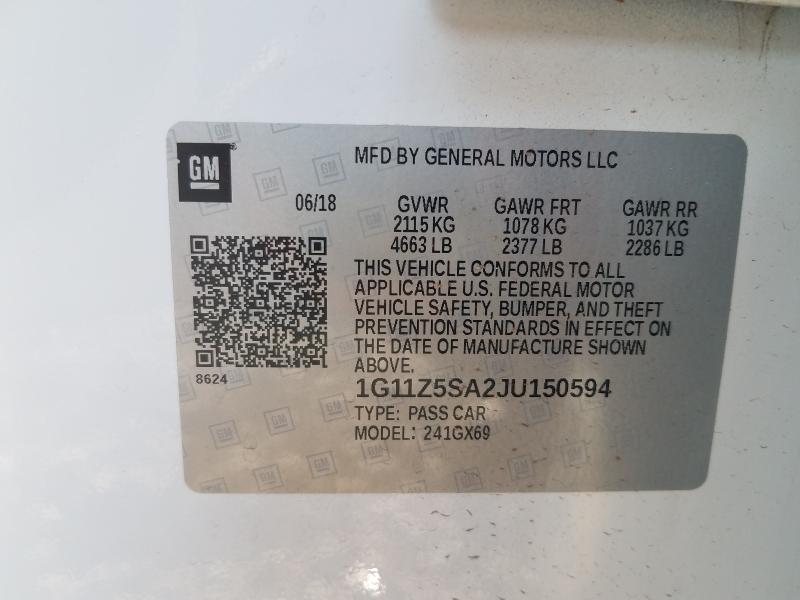 GM
MFD BY GENERAL MOTORS LLC
06/18
GVWR GAWR FRT GAWR RR
2115 KG 1078 KG 1037 KG
4663 LB 2377 LB 2286 LB
THIS VEHICLE CONFORMS TO ALL
APPLICABLE U.S. FEDERAL MOTOR
VEHICLE SAFETY, BUMPER, AND THEFT
PREVENTION STANDARDS IN EFFECT ON
THE DATE OF MANUFACTURE SHOWN
ABOVE.
8624
1G11Z5SA2JU150594
TYPE: PASS CAR
MODEL: 241GX69